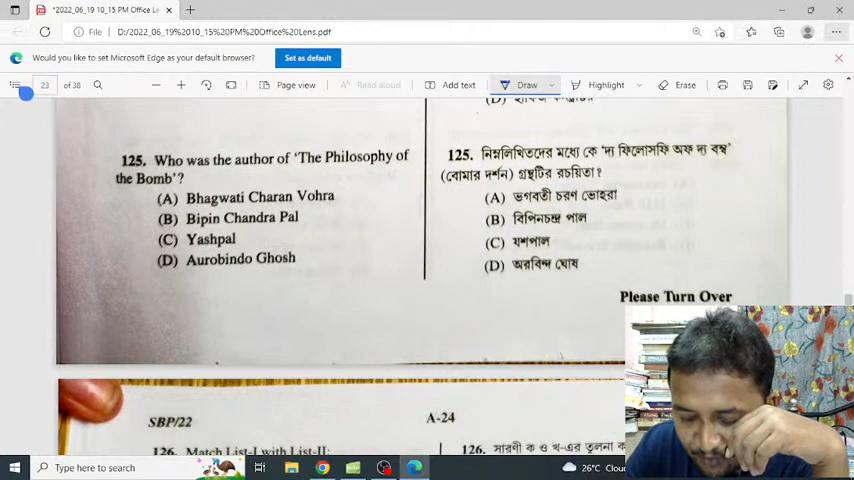 *2022_06_19 10_15 PM Office Le
File
D:/2022_06_19%2010_15%20PM%20Office%20Lens.pdf
Would you like to set Microsoft Edge as your default browser?
Set as default
23 of 38
Page view
Read aloud
Add text
Draw
Highlight
Erase
125. Who was the author of 'The Philosophy of
the Bomb'?
(A) Bhagwati Charan Vohra
(B) Bipin Chandra Pal
(C) Yashpal
(D) Aurobindo Ghosh
(D)
125. নিম্নলিখিতদের মধ্যে কে 'দ্য ফিলোসফি অফ দ্য বম্ব'
(বোমার দর্শন) গ্রন্থটির রচয়িতা?
(A) ভগবতী চরণ ভোহরা
(B) বিপিনচন্দ্র পাল
(C) যশপাল
(D) অরবিন্দ ঘোষ
Please Turn Over
SBP/22
A-24
126. Match List-I with List-II:
126. সারণী ক ও খ-এর তুলনা ক
Type here to search
26°C Cloud